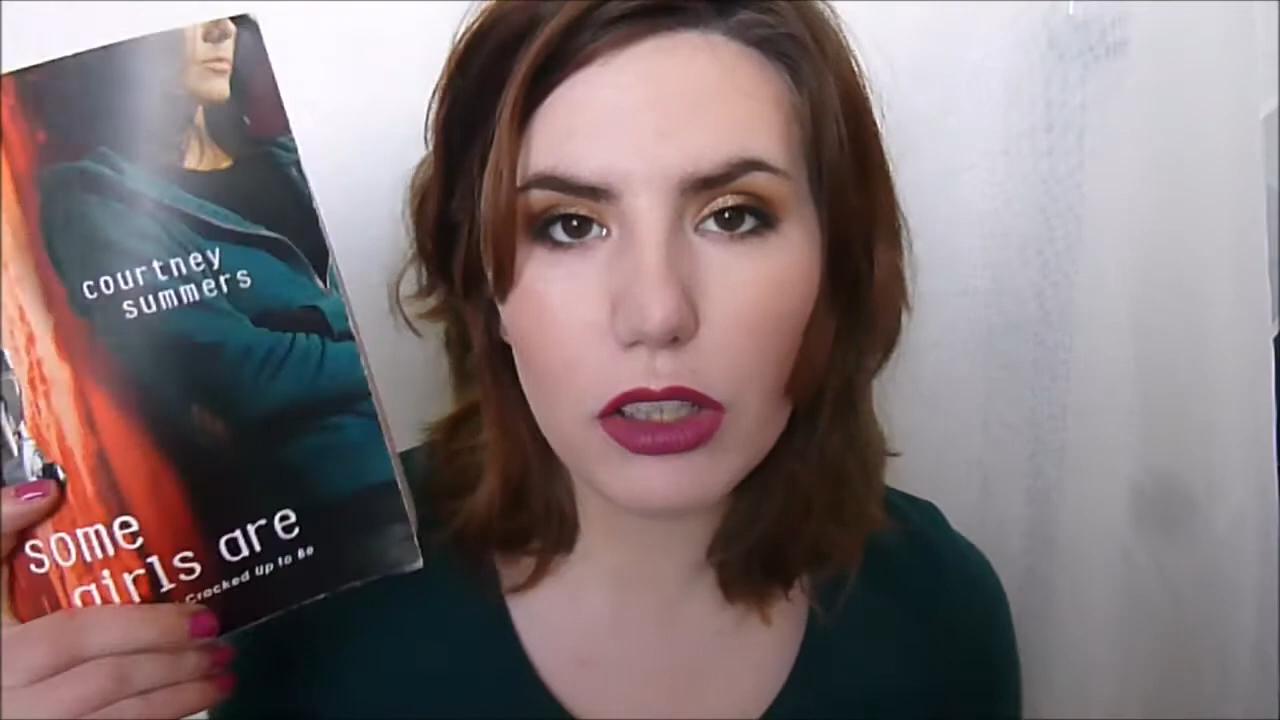 courtney
summers
some
girls are
Cracked Up to Be